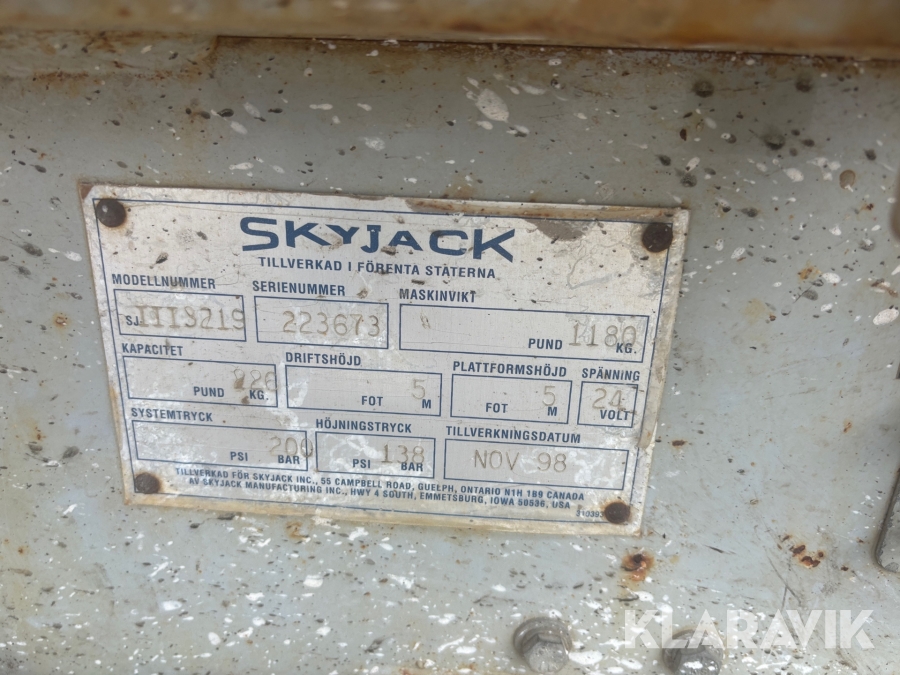 SKYJACK
TILLVERKAD I FÖRENTA STÄTERNA
MODELLNUMMER SERIENUMMER MASKINVIKT
SJIII3219 223673 PUND 1180 KG.
KAPACITET DRIFTSHÖJD PLATTFORMSHÖJD SPÄNNING
PUND 226 KG. FOT 5 M FOT 5 M 24 VOLT
SYSTEMTRYCK HÖJNINGSTRYCK TILLVERKNINGSDATUM
PSI 200 BAR PSI 138 BAR NOV 98
TILLVERKAD FÖR SKYJACK INC., 55 CAMPBELL ROAD, GUELPH, ONTARIO N1H 1B9 CANADA
AV SKYJACK MANUFACTURING INC., HWY 4 SOUTH, EMMETSBURG, IOWA 50536, USA
KLARAVIK